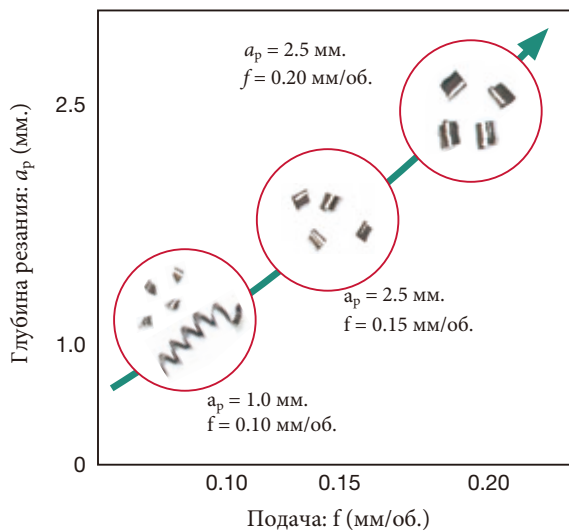 aₚ = 2.5 мм.
f = 0.20 мм/об.
2.5
Глубина резания: aₚ (мм.)
aₚ = 2.5 мм.
f = 0.15 мм/об.
1.0
aₚ = 1.0 мм.
f = 0.10 мм/об.
0
0.10 0.15 0.20
Подача: f (мм/об.)